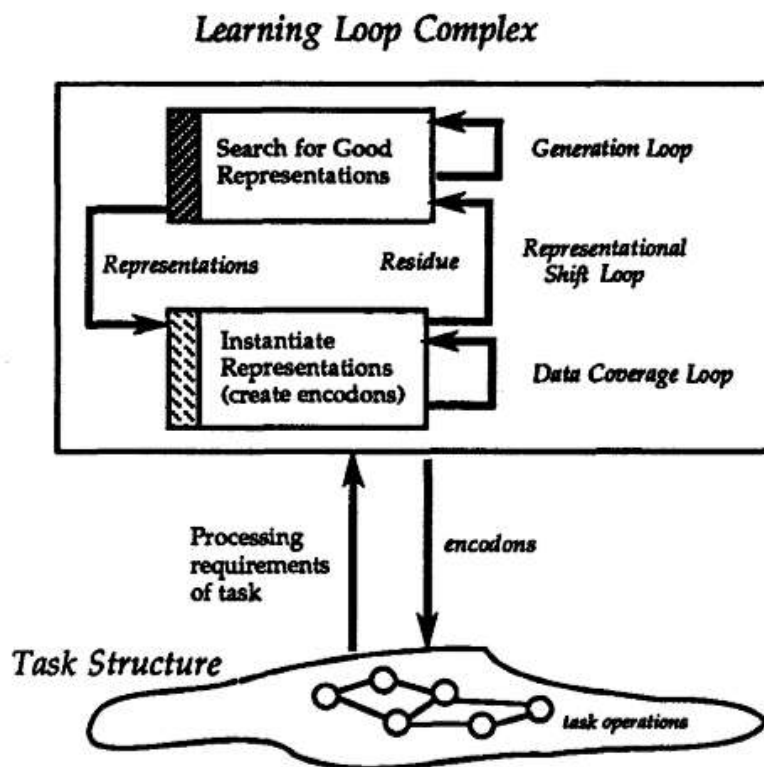 Learning Loop Complex
Search for Good
Representations
Generation Loop
Representations
Residue
Representational
Shift Loop
Instantiate
Representations
(create encodons)
Data Coverage Loop
Processing
requirements
of task
encodons
Task Structure
task operations